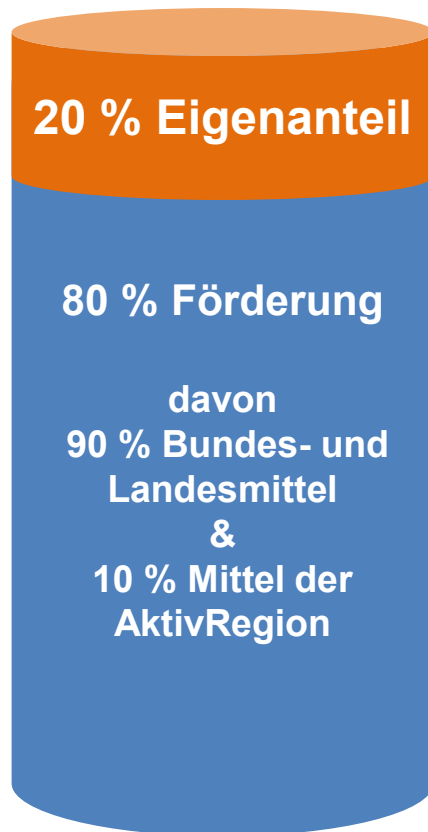 20 % Eigenanteil
80 % Förderung
davon
90 % Bundes- und
Landesmittel
&
10 % Mittel der
AktivRegion